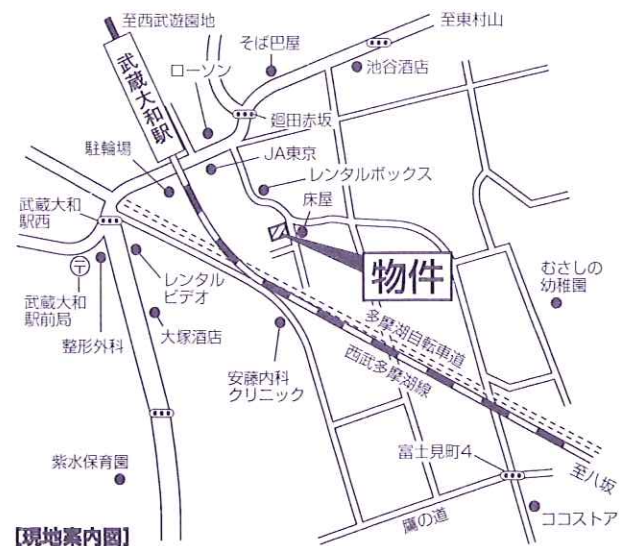 至西武遊園地
そば巴屋
至東村山
ローソン
池谷酒店
武蔵大和駅
廻田赤坂
駐輪場
JA東京
レンタルボックス
武蔵大和
駅西
床屋
物件
〒
武蔵大和
駅前局
レンタル
ビデオ
むさしの
幼稚園
整形外科
大塚酒店
多摩湖自転車道
西武多摩湖線
安藤内科
クリニック
富士見町4
至八坂
紫水保育園
鷹の道
ココストア
[現地案内図]